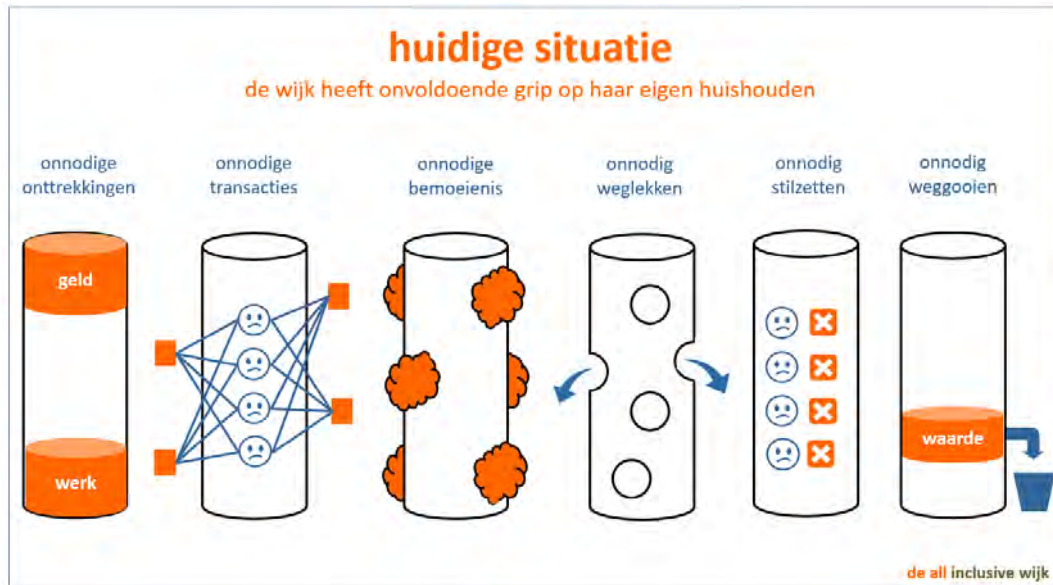 huidige situatie
de wijk heeft onvoldoende grip op haar eigen huishouden
onnodige
onttrekkingen
onnodige
transacties
onnodige
bemoeienis
onnodig
weglekken
onnodig
stilzetten
onnodig
weggooien
geld
werk
waarde
de all inclusive wijk